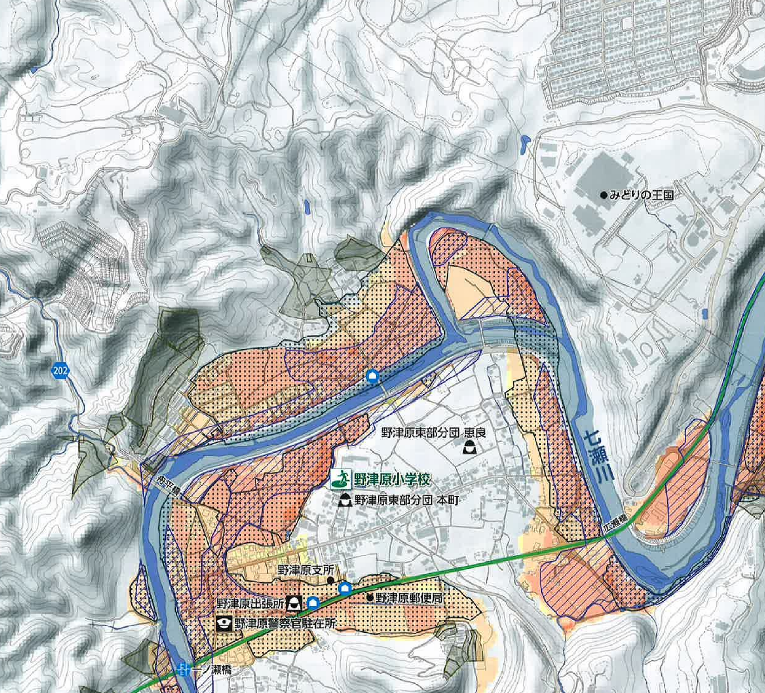 みどりの王国
202
野津原東部分団 恵良
七瀬川
野津原小学校
野津原東部分団 本町
野津原支所
野津原出張所
野津原郵便局
野津原警察官駐在所
一ノ瀬橋